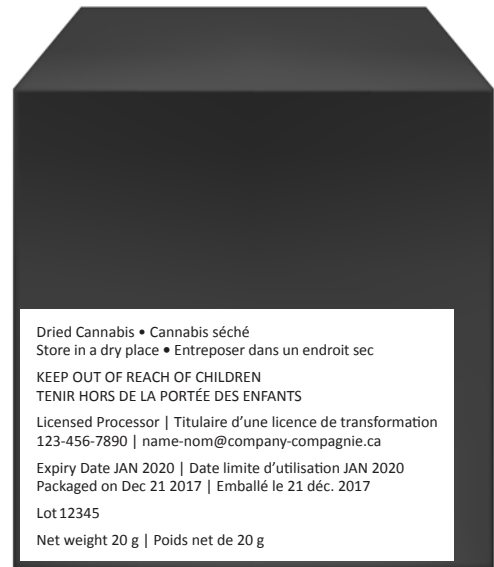 Dried Cannabis • Cannabis séché
Store in a dry place • Entreposer dans un endroit sec
KEEP OUT OF REACH OF CHILDREN
TENIR HORS DE LA PORTÉE DES ENFANTS
Licensed Processor | Titulaire d'une licence de transformation
123-456-7890 | name-nom@company-compagnie.ca
Expiry Date JAN 2020 | Date limite d'utilisation JAN 2020
Packaged on Dec 21 2017 | Emballé le 21 déc. 2017
Lot 12345
Net weight 20 g | Poids net de 20 g